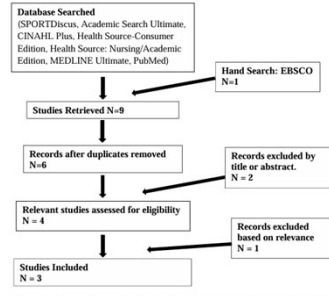 Database Searched
(SPORTDiscus, Academic Search Ultimate,
CINAHL Plus, Health Source-Consumer
Edition, Health Source: Nursing/Academic
Edition, MEDLINE Ultimate, PubMed)
Hand Search: EBSCO
N=1
Studies Retrieved N=9
Records after duplicates removed
N=6
Records excluded by
title or abstract.
N = 2
Relevant studies assessed for eligibility
N = 4
Records excluded
based on relevance
N = 1
Studies Included
N = 3